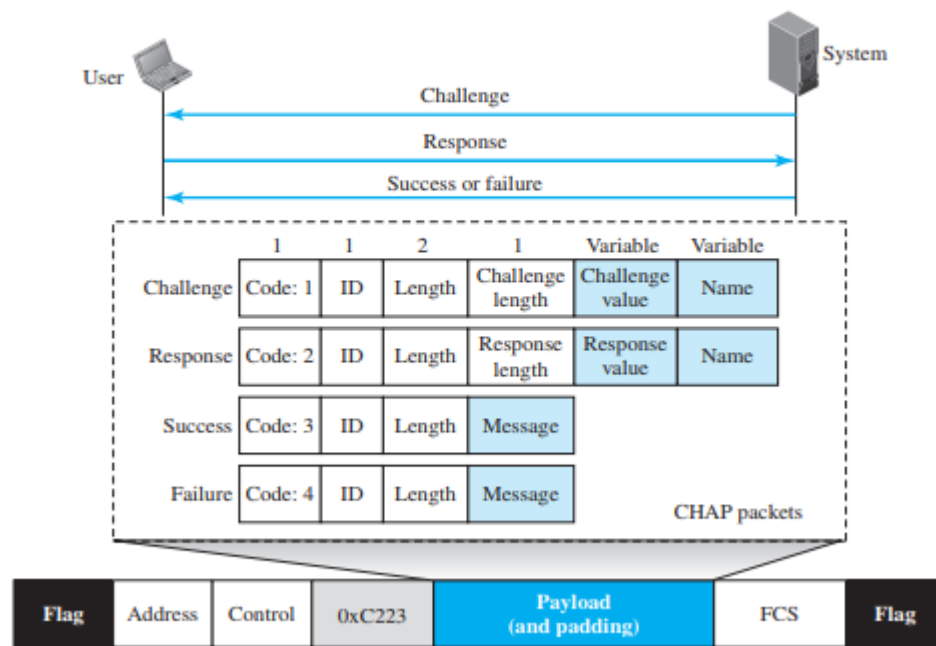 User
System
Challenge
Response
Success or failure
1 1 2 1 Variable Variable
Challenge Code: 1 ID Length Challenge length Challenge value Name
Response Code: 2 ID Length Response length Response value Name
Success Code: 3 ID Length Message
Failure Code: 4 ID Length Message
CHAP packets
Flag Address Control 0xC223 Payload (and padding) FCS Flag